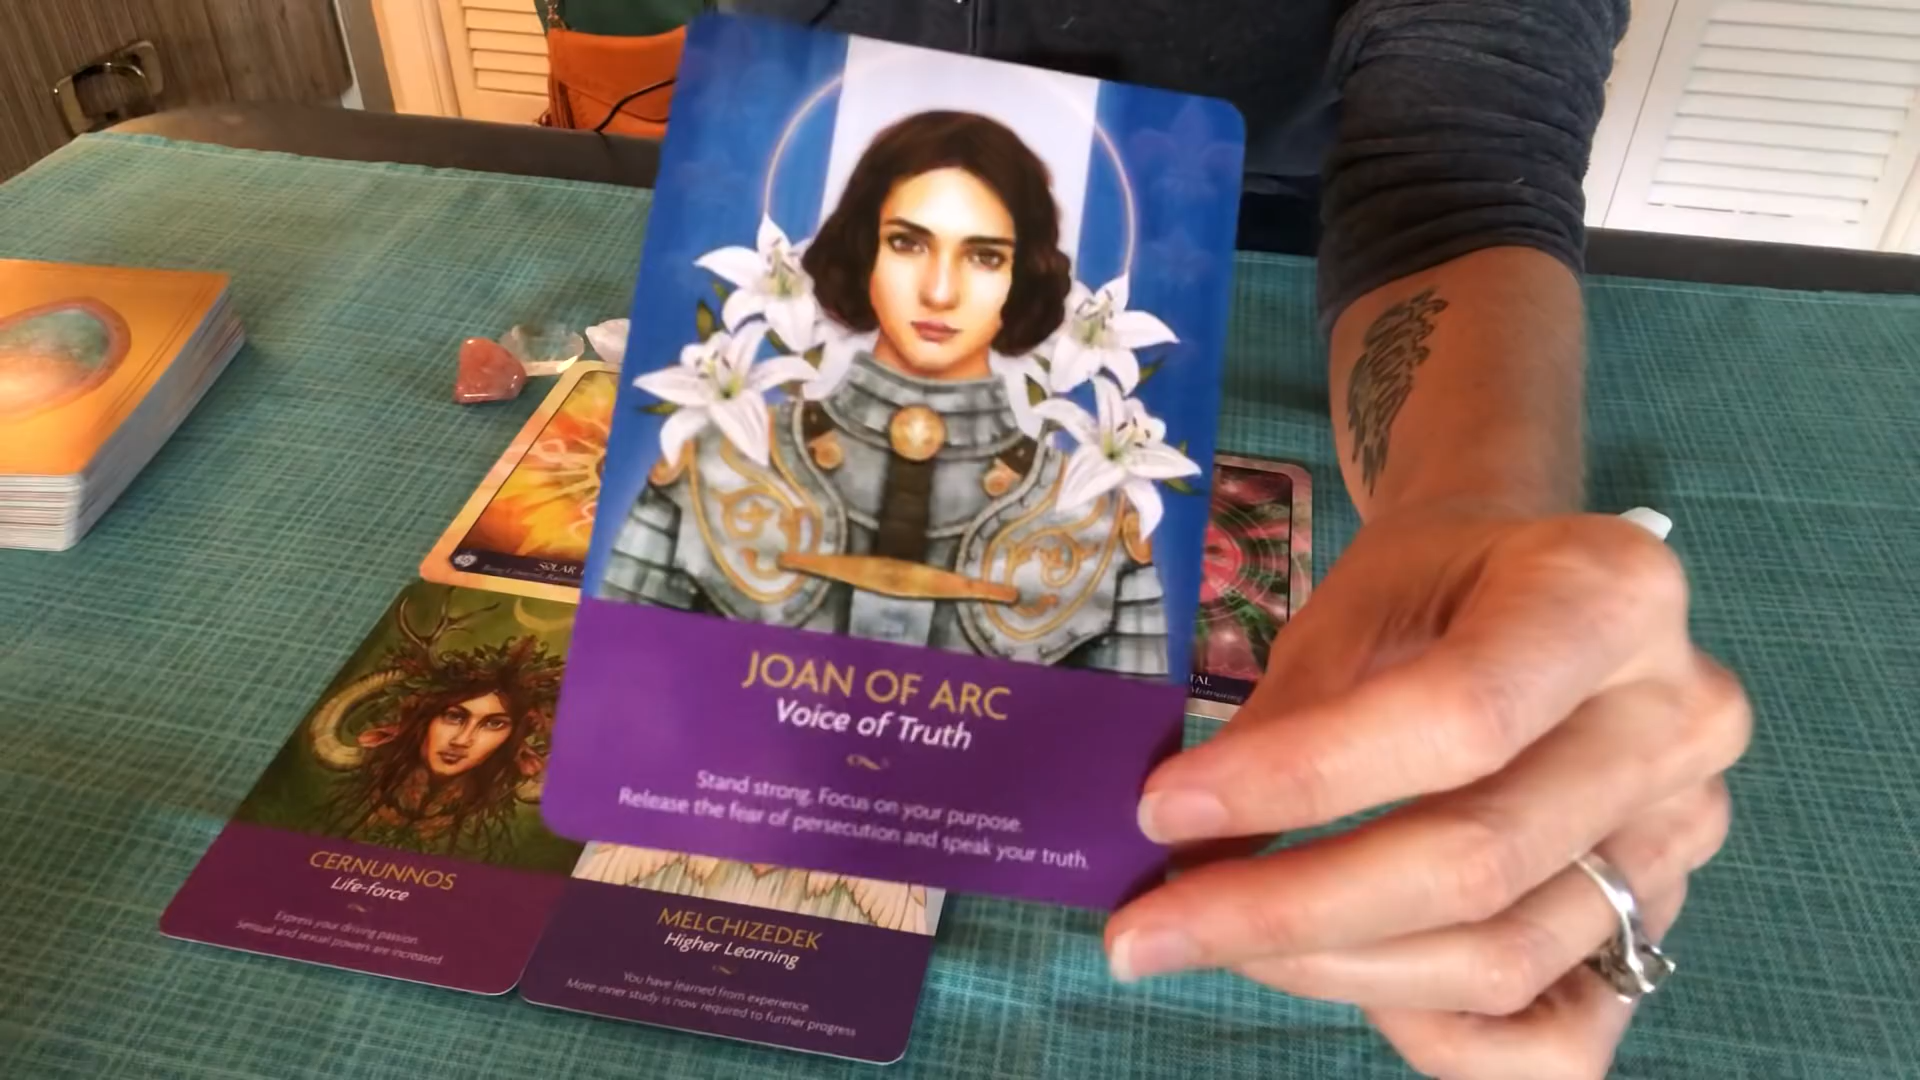 JOAN OF ARC
Voice of Truth
Stand strong. Focus on your purpose.
Release the fear of persecution and speak your truth.
SOLAR
TAL
CERNUNNOS
Life-force
Express your driving passion.
Sensual and sexual powers are increased.
MELCHIZEDEK
Higher Learning
You have learned from experience.
More inner study is now required to further progress